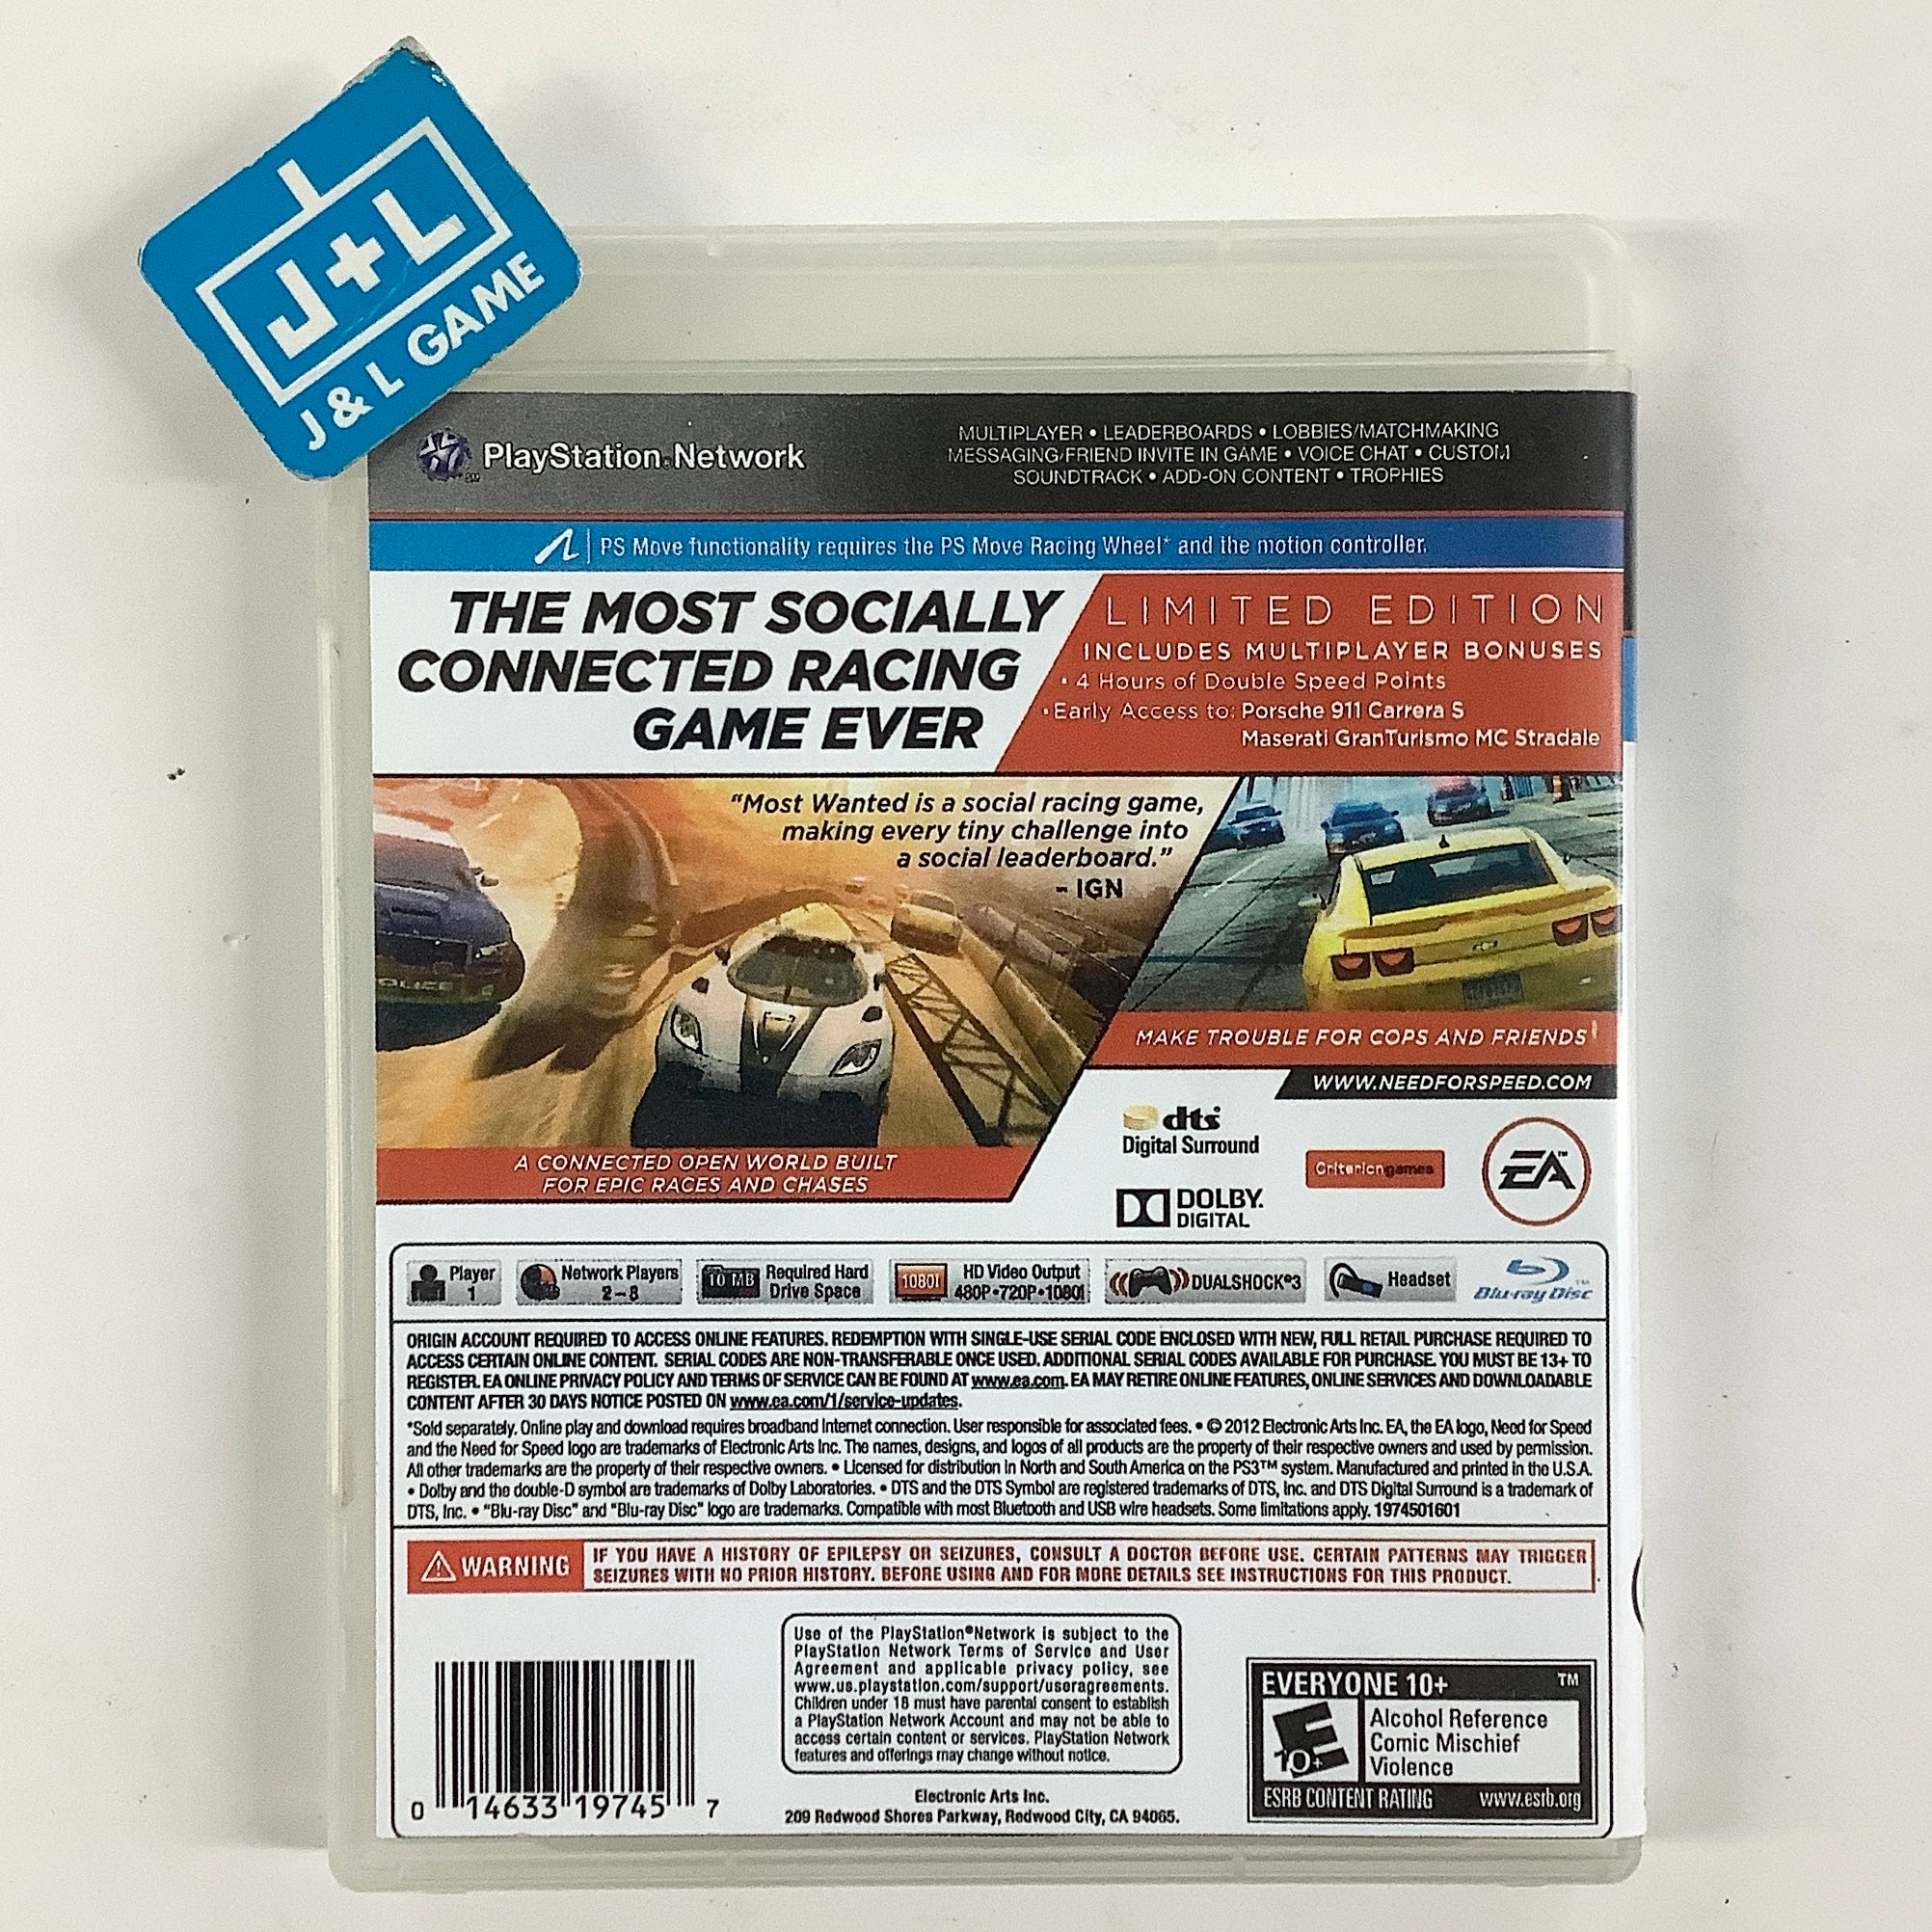 J+L
J & L GAME
PlayStation Network
MULTIPLAYER • LEADERBOARDS • LOBBIES/MATCHMAKING
MESSAGING/FRIEND INVITE IN GAME • VOICE CHAT • CUSTOM
SOUNDTRACK • ADD-ON CONTENT • TROPHIES
PS Move functionality requires the PS Move Racing Wheel* and the motion controller.
THE MOST SOCIALLY
CONNECTED RACING
GAME EVER
LIMITED EDITION
INCLUDES MULTIPLAYER BONUSES
• 4 Hours of Double Speed Points
• Early Access to: Porsche 911 Carrera S
Maserati GranTurismo MC Stradale
“Most Wanted is a social racing game,
making every tiny challenge into
a social leaderboard.”
- IGN
POLICE
MAKE TROUBLE FOR COPS AND FRIENDS
WWW.NEEDFORSPEED.COM
A CONNECTED OPEN WORLD BUILT
FOR EPIC RACES AND CHASES
dts
Digital Surround
DOLBY
DIGITAL
Criteriongames
EA™
Player
1
Network Players
2-8
10 MB
Required Hard
Drive Space
1080i
HD Video Output
480P•720P•1080i
DUALSHOCK®3
Headset
Blu-ray Disc™
ORIGIN ACCOUNT REQUIRED TO ACCESS ONLINE FEATURES. REDEMPTION WITH SINGLE-USE SERIAL CODE ENCLOSED WITH NEW, FULL RETAIL PURCHASE REQUIRED TO
ACCESS CERTAIN ONLINE CONTENT. SERIAL CODES ARE NON-TRANSFERABLE ONCE USED. ADDITIONAL SERIAL CODES AVAILABLE FOR PURCHASE. YOU MUST BE 13+ TO
REGISTER. EA ONLINE PRIVACY POLICY AND TERMS OF SERVICE CAN BE FOUND AT www.ea.com. EA MAY RETIRE ONLINE FEATURES, ONLINE SERVICES AND DOWNLOADABLE
CONTENT AFTER 30 DAYS NOTICE POSTED ON www.ea.com/1/service-updates.
*Sold separately. Online play and download requires broadband Internet connection. User responsible for associated fees. • © 2012 Electronic Arts Inc. EA, the EA logo, Need for Speed
and the Need for Speed logo are trademarks of Electronic Arts Inc. The names, designs, and logos of all products are the property of their respective owners and used by permission.
All other trademarks are the property of their respective owners. • Licensed for distribution in North and South America on the PS3™ system. Manufactured and printed in the U.S.A.
• Dolby and the double-D symbol are trademarks of Dolby Laboratories. • DTS and the DTS Symbol are registered trademarks of DTS, Inc. and DTS Digital Surround is a trademark of
DTS, Inc. • "Blu-ray Disc" and "Blu-ray Disc" logo are trademarks. Compatible with most Bluetooth and USB wire headsets. Some limitations apply. 1974501601
WARNING
IF YOU HAVE A HISTORY OF EPILEPSY OR SEIZURES, CONSULT A DOCTOR BEFORE USE. CERTAIN PATTERNS MAY TRIGGER
SEIZURES WITH NO PRIOR HISTORY. BEFORE USING AND FOR MORE DETAILS SEE INSTRUCTIONS FOR THIS PRODUCT.
0 14633 19745 7
Use of the PlayStation®Network is subject to the
PlayStation Network Terms of Service and User
Agreement and applicable privacy policy, see
www.us.playstation.com/support/useragreements.
Children under 18 must have parental consent to establish
a PlayStation Network Account and may not be able to
access certain content or services. PlayStation Network
features and offerings may change without notice.
Electronic Arts Inc.
209 Redwood Shores Parkway, Redwood City, CA 94065.
EVERYONE 10+ ™
E
10+
Alcohol Reference
Comic Mischief
Violence
ESRB CONTENT RATING www.esrb.org